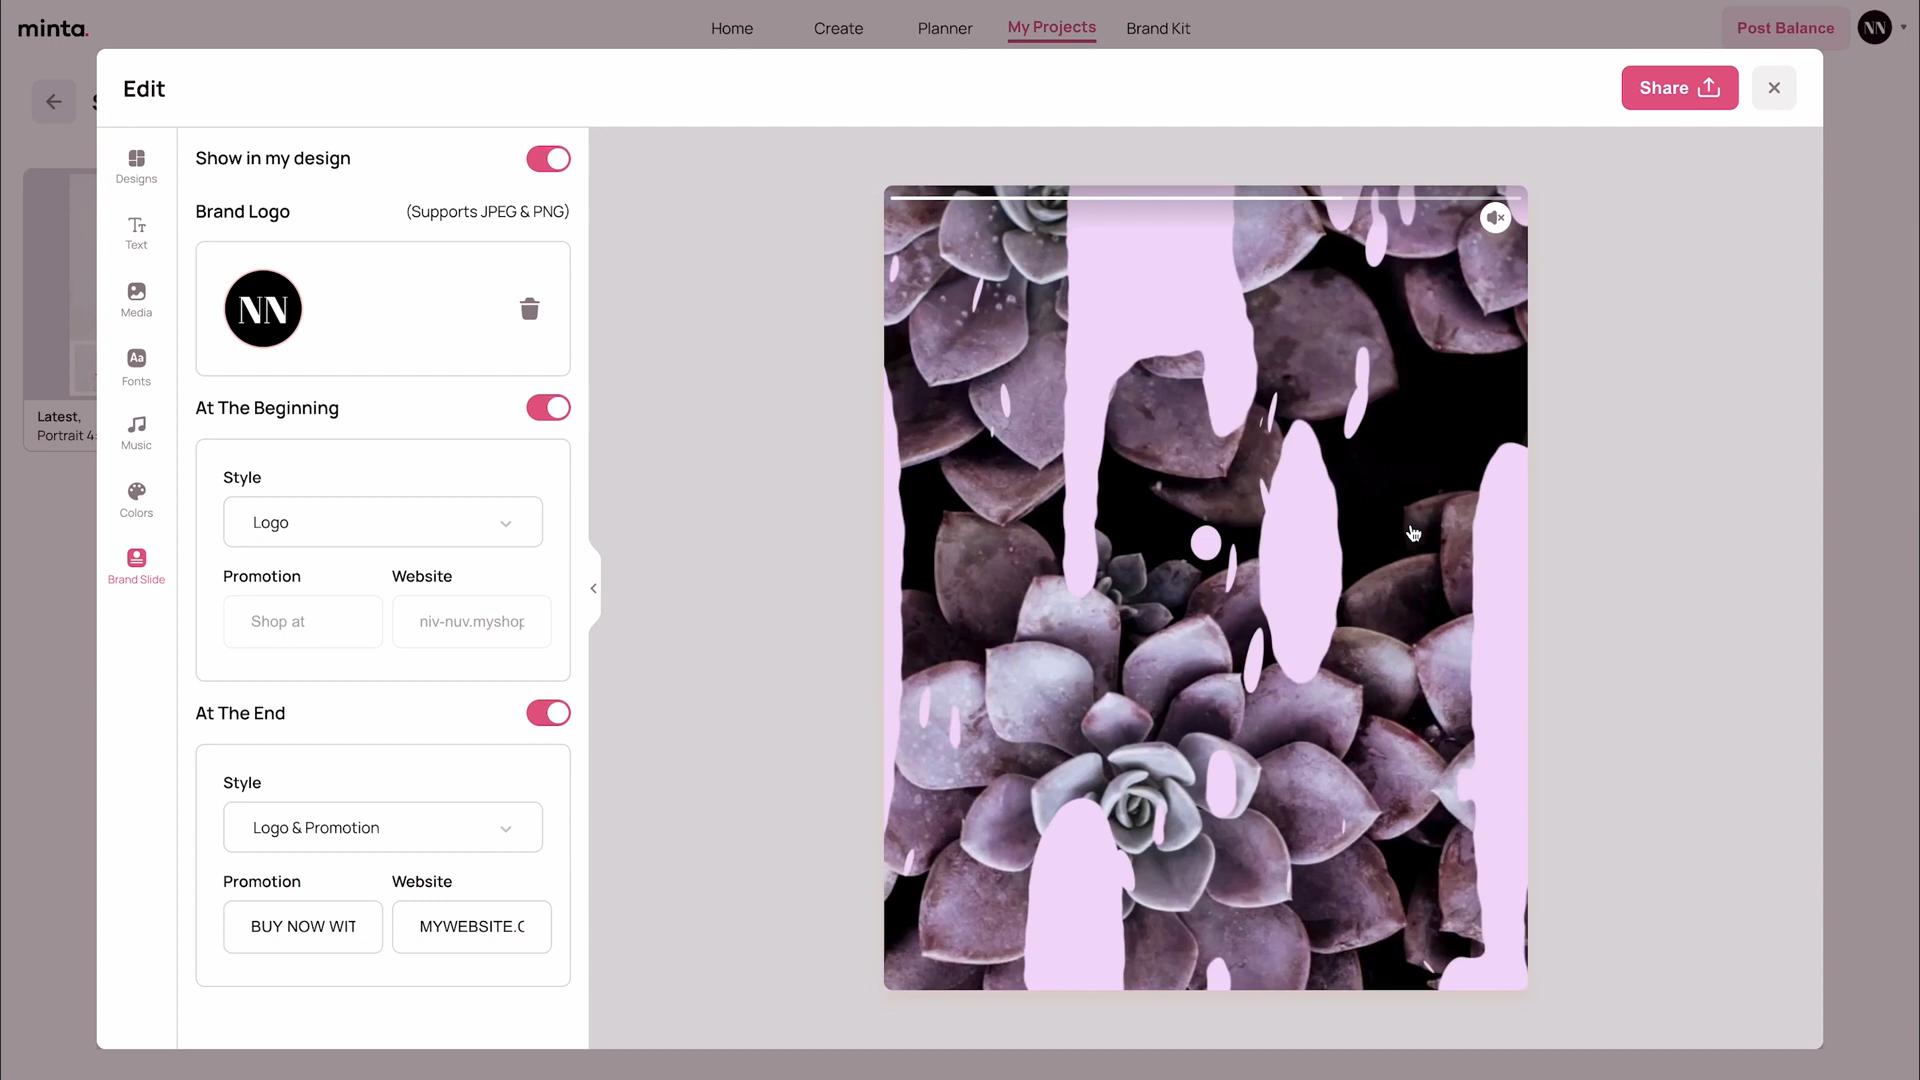 minta.
Home
Create
Planner
My Projects
Brand Kit
Post Balance
NN
Edit
Share
Designs
Text
Media
Fonts
Music
Colors
Brand Slide
Show in my design
Brand Logo
(Supports JPEG & PNG)
NN
At The Beginning
Style
Logo
Promotion
Website
Shop at
niv-nuv.myshop
At The End
Style
Logo & Promotion
Promotion
Website
BUY NOW WIT
MYWEBSITE.C
Latest,
Portrait 4: